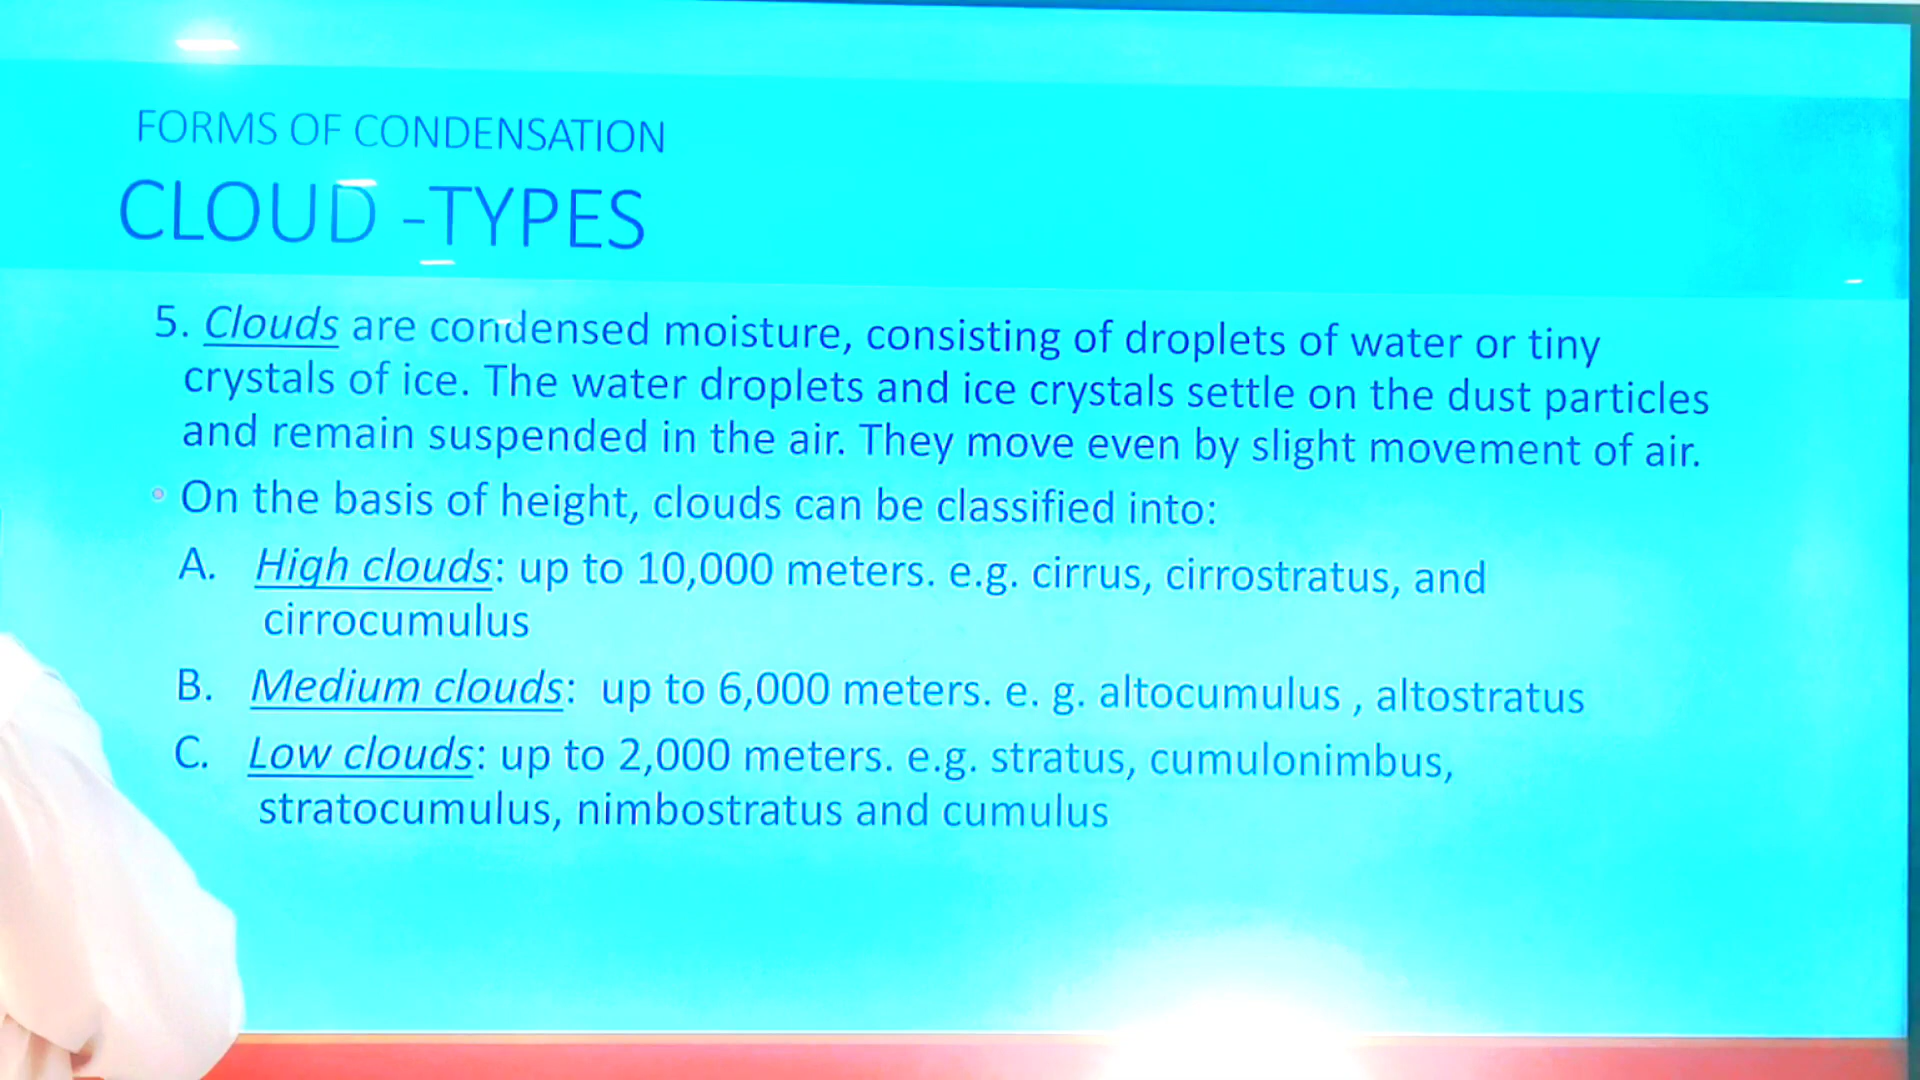 FORMS OF CONDENSATION
CLOUD -TYPES
5. Clouds are condensed moisture, consisting of droplets of water or tiny
crystals of ice. The water droplets and ice crystals settle on the dust particles
and remain suspended in the air. They move even by slight movement of air.
On the basis of height, clouds can be classified into:
A. High clouds: up to 10,000 meters. e.g. cirrus, cirrostratus, and
cirrocumulus
B. Medium clouds: up to 6,000 meters. e. g. altocumulus , altostratus
C. Low clouds: up to 2,000 meters. e.g. stratus, cumulonimbus,
stratocumulus, nimbostratus and cumulus